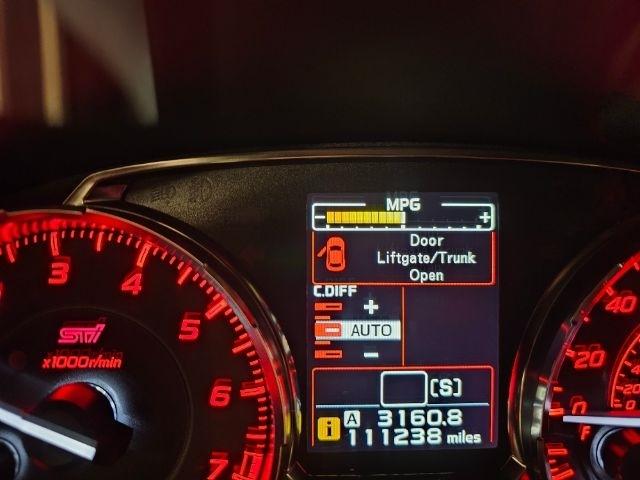 MPG
- +
Door
Liftgate/Trunk
Open
C.DIFF
+
AUTO
-
[S]
A 3160.8
i 111238 miles
3
4
5
6
7
STI
x1000r/min
40
20
0